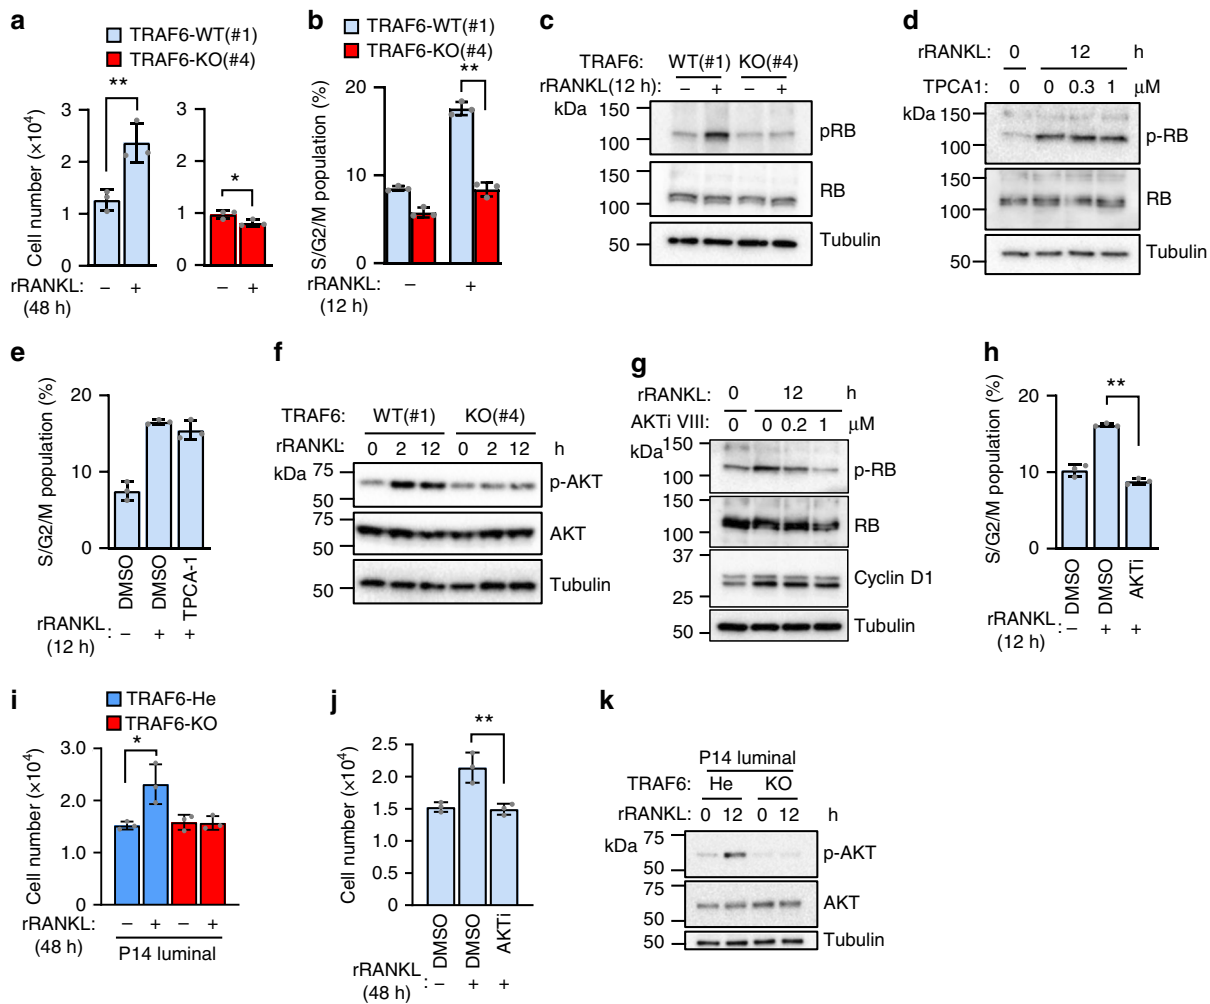 a
TRAF6-WT(#1)
TRAF6-KO(#4)
Cell number (×10⁴)
3
2
1
0
**
3
2
1
0
*
rRANKL:
(48 h)
– + – +
b
TRAF6-WT(#1)
TRAF6-KO(#4)
S/G2/M population (%)
20
10
0
**
rRANKL:
(12 h)
– +
c
TRAF6: WT(#1) KO(#4)
rRANKL(12 h): – + – +
kDa
150
100
pRB
150
100
RB
50
Tubulin
d
rRANKL: 0 12 h
TPCA1: 0 0 0.3 1 μM
kDa
150
100
p-RB
150
100
RB
50
Tubulin
e
S/G2/M population (%)
20
10
0
DMSO
DMSO
TPCA-1
rRANKL
(12 h)
: – + +
f
TRAF6: WT(#1) KO(#4)
rRANKL: 0 2 12 0 2 12 h
kDa
75
50
p-AKT
75
50
AKT
50
Tubulin
g
rRANKL: 0 12 h
AKTi VIII: 0 0 0.2 1 μM
kDa
150
100
p-RB
150
100
RB
37
25
Cyclin D1
50
Tubulin
h
S/G2/M population (%)
20
10
0
**
DMSO
DMSO
AKTi
rRANKL
(12 h)
: – + +
i
TRAF6-He
TRAF6-KO
Cell number (×10⁴)
3.0
2.0
1.0
0
*
rRANKL:
(48 h)
– + – +
P14 luminal
j
Cell number (×10⁴)
2.5
2.0
1.5
1.0
0.5
0
**
DMSO
DMSO
AKTi
rRANKL
(48 h)
: – + +
k
P14 luminal
TRAF6: He KO
rRANKL: 0 12 0 12 h
kDa
75
50
p-AKT
75
50
AKT
50
Tubulin